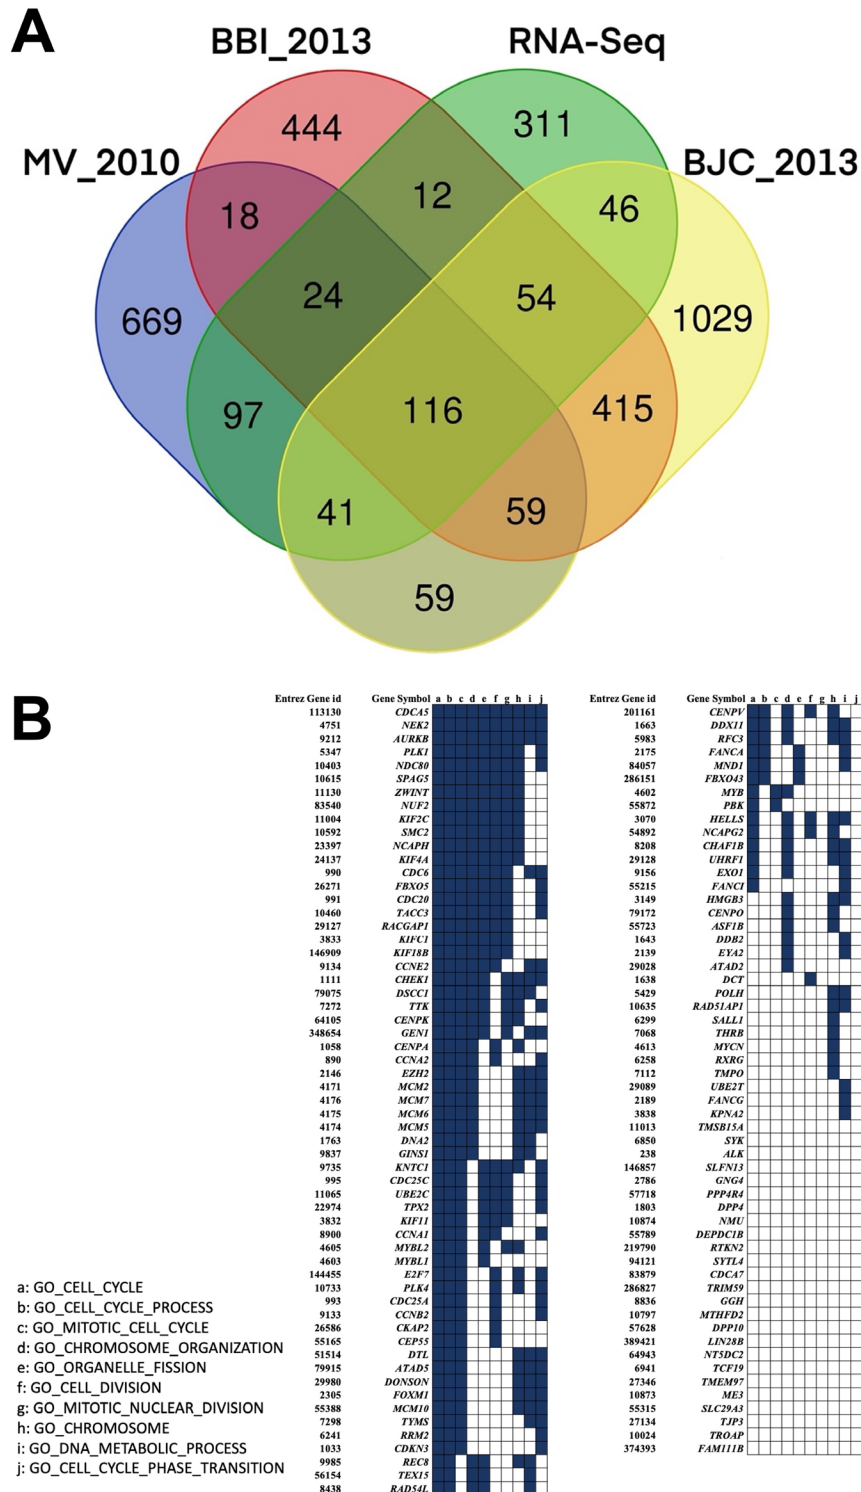 A
BBI_2013 RNA-Seq
MV_2010 BJC_2013
444 311
18 12 46
24 54
669 1029
97 116 415
41 59
59
B
Entrez Gene id Gene Symbol a b c d e f g h i j
113130 CDCA5
4751 NEK2
9212 AURKB
5347 PLK1
10403 NDC80
10615 SPAG5
11130 ZWINT
83540 NUF2
11004 KIF2C
10592 SMC2
23397 NCAPH
24137 KIF4A
990 CDC6
26271 FBXO5
991 CDC20
10460 TACC3
29127 RACGAP1
3833 KIFC1
146909 KIF18B
9134 CCNE2
1111 CHEK1
79075 DSCC1
7272 TTK
64105 CENPK
348654 GEN1
1058 CENPA
890 CCNA2
2146 EZH2
4171 MCM2
4176 MCM7
4175 MCM6
4174 MCM5
1763 DNA2
9837 GINS1
9735 KNTC1
995 CDC25C
11065 UBE2C
22974 TPX2
3832 KIF11
8900 CCNA1
4605 MYBL2
4603 MYBL1
144455 E2F7
10733 PLK4
993 CDC25A
9133 CCNB2
26586 CKAP2
55165 CEP55
51514 DTL
79915 ATAD5
29980 DONSON
2305 FOXM1
55388 MCM10
7298 TYMS
6241 RRM2
1033 CDKN3
9985 REC8
56154 TEX15
8438 RAD54L
Entrez Gene id Gene Symbol a b c d e f g h i j
201161 CENPV
1663 DDX11
5983 RFC3
2175 FANCA
84057 MND1
286151 FBXO43
4602 MYB
55872 PBK
3070 HELLS
54892 NCAPG2
8208 CHAF1B
29128 UHRF1
9156 EXO1
55215 FANCI
3149 HMGB3
79172 CENPO
55723 ASF1B
1643 DDB2
2139 EYA2
29028 ATAD2
1638 DCT
5429 POLH
10635 RAD51AP1
6299 SALL1
7068 THRB
4613 MYCN
6258 RXRG
7112 TMPO
29089 UBE2T
2189 FANCG
3838 KPNA2
11013 TMSB15A
6850 SYK
238 ALK
146857 SLFN13
2786 GNG4
57718 PPP4R4
1803 DPP4
10874 NMU
55789 DEPDC1B
219790 RTKN2
94121 SYTL4
83879 CDCA7
286827 TRIM59
8836 GGH
10797 MTHFD2
57628 DPP10
389421 LIN28B
64943 NT5DC2
6941 TCF19
27346 TMEM97
10873 ME3
55315 SLC29A3
27134 TJP3
10024 TROAP
374393 FAM111B
a: GO_CELL_CYCLE
b: GO_CELL_CYCLE_PROCESS
c: GO_MITOTIC_CELL_CYCLE
d: GO_CHROMOSOME_ORGANIZATION
e: GO_ORGANELLE_FISSION
f: GO_CELL_DIVISION
g: GO_MITOTIC_NUCLEAR_DIVISION
h: GO_CHROMOSOME
i: GO_DNA_METABOLIC_PROCESS
j: GO_CELL_CYCLE_PHASE_TRANSITION